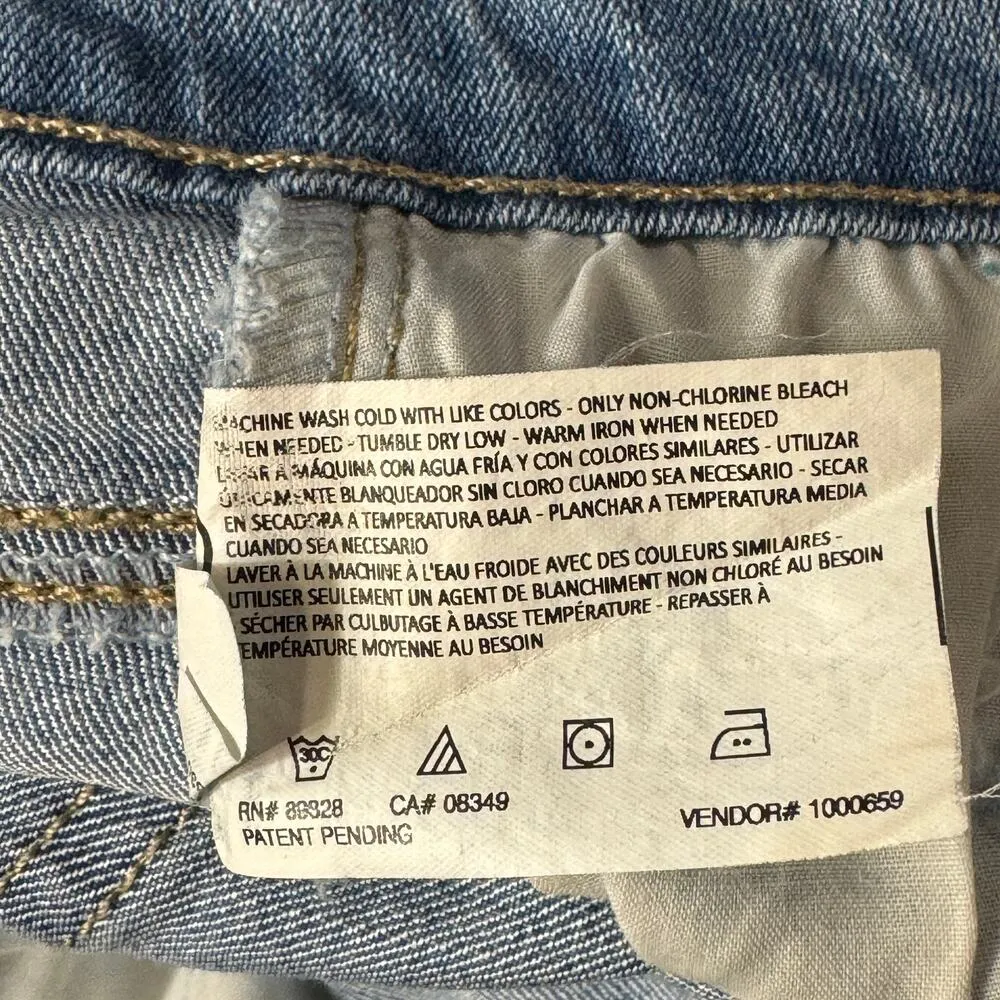 MACHINE WASH COLD WITH LIKE COLORS - ONLY NON-CHLORINE BLEACH
WHEN NEEDED - TUMBLE DRY LOW - WARM IRON WHEN NEEDED
LAVAR A MÁQUINA CON AGUA FRÍA Y CON COLORES SIMILARES - UTILIZAR
ÚNICAMENTE BLANQUEADOR SIN CLORO CUANDO SEA NECESARIO - SECAR
EN SECADORA A TEMPERATURA BAJA - PLANCHAR A TEMPERATURA MEDIA
CUANDO SEA NECESARIO
LAVER À LA MACHINE À L'EAU FROIDE AVEC DES COULEURS SIMILAIRES -
UTILISER SEULEMENT UN AGENT DE BLANCHIMENT NON CHLORÉ AU BESOIN
SÉCHER PAR CULBUTAGE À BASSE TEMPÉRATURE - REPASSER À
TEMPÉRATURE MOYENNE AU BESOIN
30C
RN# CA# 08349
VENDOR# 1000659
PATENT PENDING